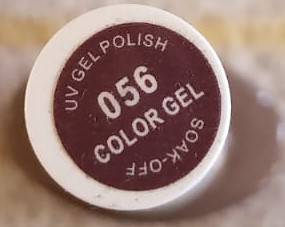 UV GEL POLISH
056
COLOR GEL
SOAK-OFF